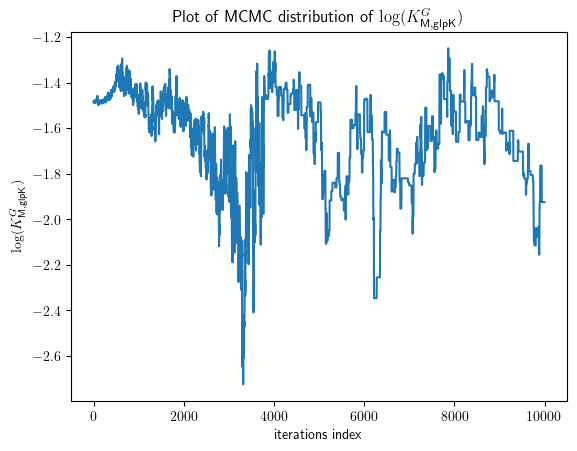 Plot of MCMC distribution of log(K^G_M,glpK)
−1.2
−1.4
−1.6
−1.8
−2.0
−2.2
−2.4
−2.6
log(K^G_M,glpK)
0 2000 4000 6000 8000 10000
iterations index